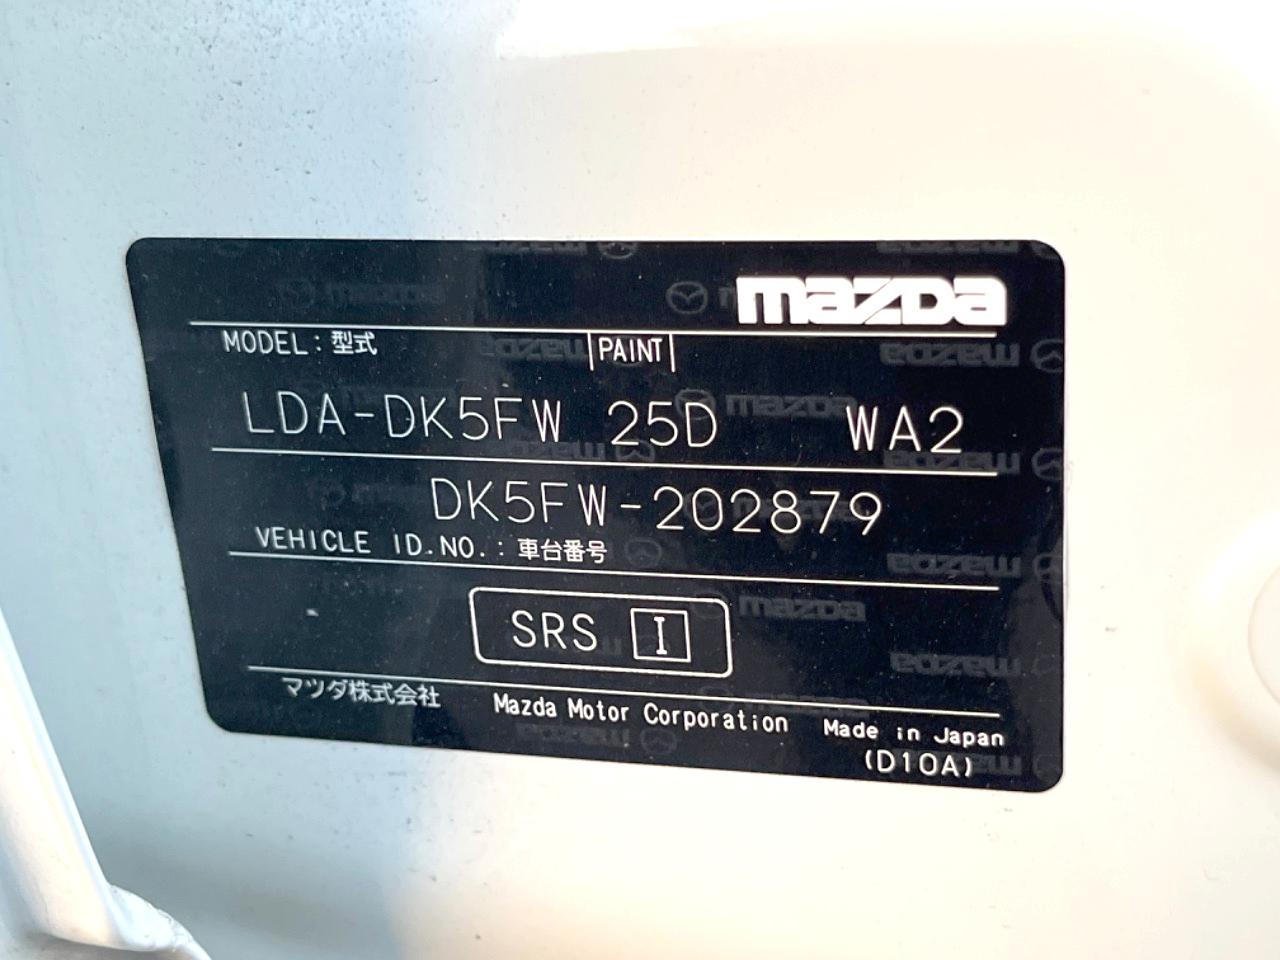 mazda
MODEL : 型式 PAINT
LDA-DK5FW 25D WA2
DK5FW-202879
VEHICLE ID.NO. : 車台番号
SRS I
マツダ株式会社 Mazda Motor Corporation Made in Japan
(D10A)